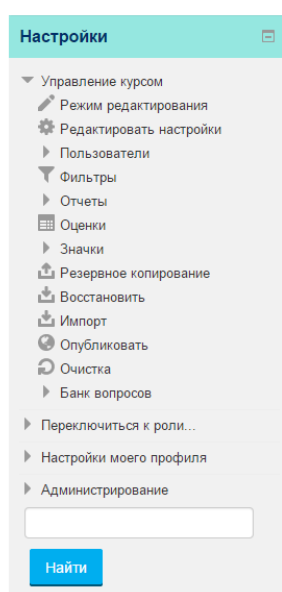 Настройки
Управление курсом
Режим редактирования
Редактировать настройки
Пользователи
Фильтры
Отчеты
Оценки
Значки
Резервное копирование
Восстановить
Импорт
Опубликовать
Очистка
Банк вопросов
Переключиться к роли...
Настройки моего профиля
Администрирование
Найти